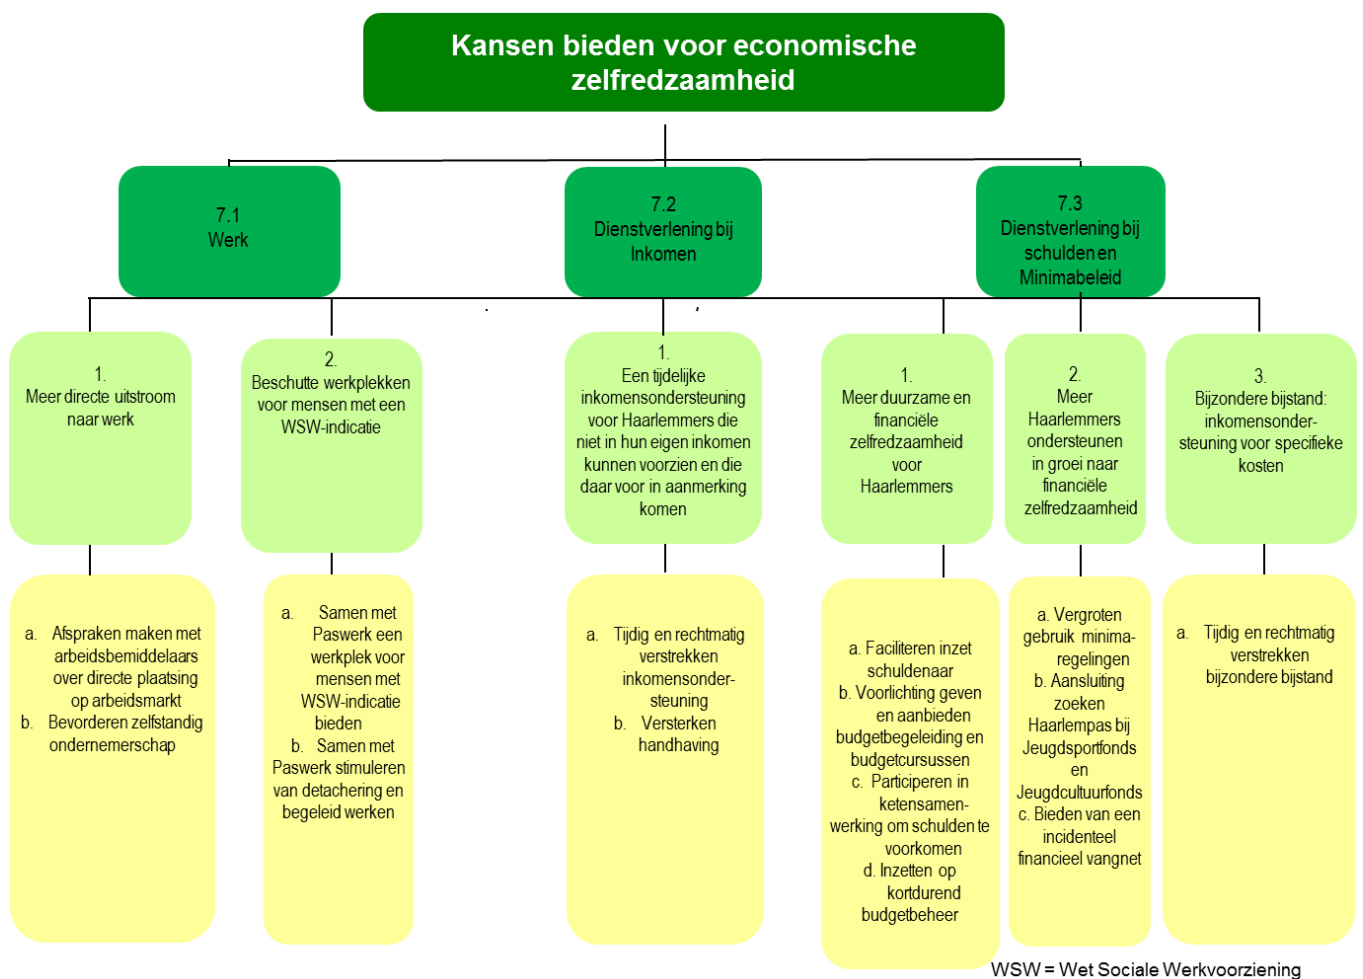 Kansen bieden voor economische
zelfredzaamheid
7.1
Werk
7.2
Dienstverlening bij
Inkomen
7.3
Dienstverlening bij
schulden en
Minimabeleid
1.
Meer directe uitstroom
naar werk
2.
Beschutte werkplekken
voor mensen met een
WSW-indicatie
1.
Een tijdelijke
inkomensondersteuning
voor Haarlemmers die
niet in hun eigen inkomen
kunnen voorzien en die
daar voor in aanmerking
komen
1.
Meer duurzame en
financiële
zelfredzaamheid
voor
Haarlemmers
2.
Meer
Haarlemmers
ondersteunen
in groei naar
financiële
zelfredzaamheid
3.
Bijzondere bijstand:
inkomensonder-
steuning voor specifieke
kosten
a. Afspraken maken met
arbeidsbemiddelaars
over directe plaatsing
op arbeidsmarkt
b. Bevorderen zelfstandig
ondernemerschap
a. Samen met
Paswerk een
werkplek voor
mensen met
WSW-indicatie
bieden
b. Samen met
Paswerk stimuleren
van detachering en
begeleid werken
a. Tijdig en rechtmatig
verstrekken
inkomensonder-
steuning
b. Versterken
handhaving
a. Faciliteren inzet
schuldenaar
b. Voorlichting geven
en aanbieden
budgetbegeleiding en
budgetcursussen
c. Participeren in
ketensamen-
werking om schulden te
voorkomen
d. Inzetten op
kortdurend
budgetbeheer
a. Vergroten
gebruik minima-
regelingen
b. Aansluiting
zoeken
Haarlempas bij
Jeugdsportfonds
en
Jeugdcultuurfonds
c. Bieden van een
incidenteel
financieel vangnet
a. Tijdig en rechtmatig
verstrekken
bijzondere bijstand
WSW = Wet Sociale Werkvoorziening